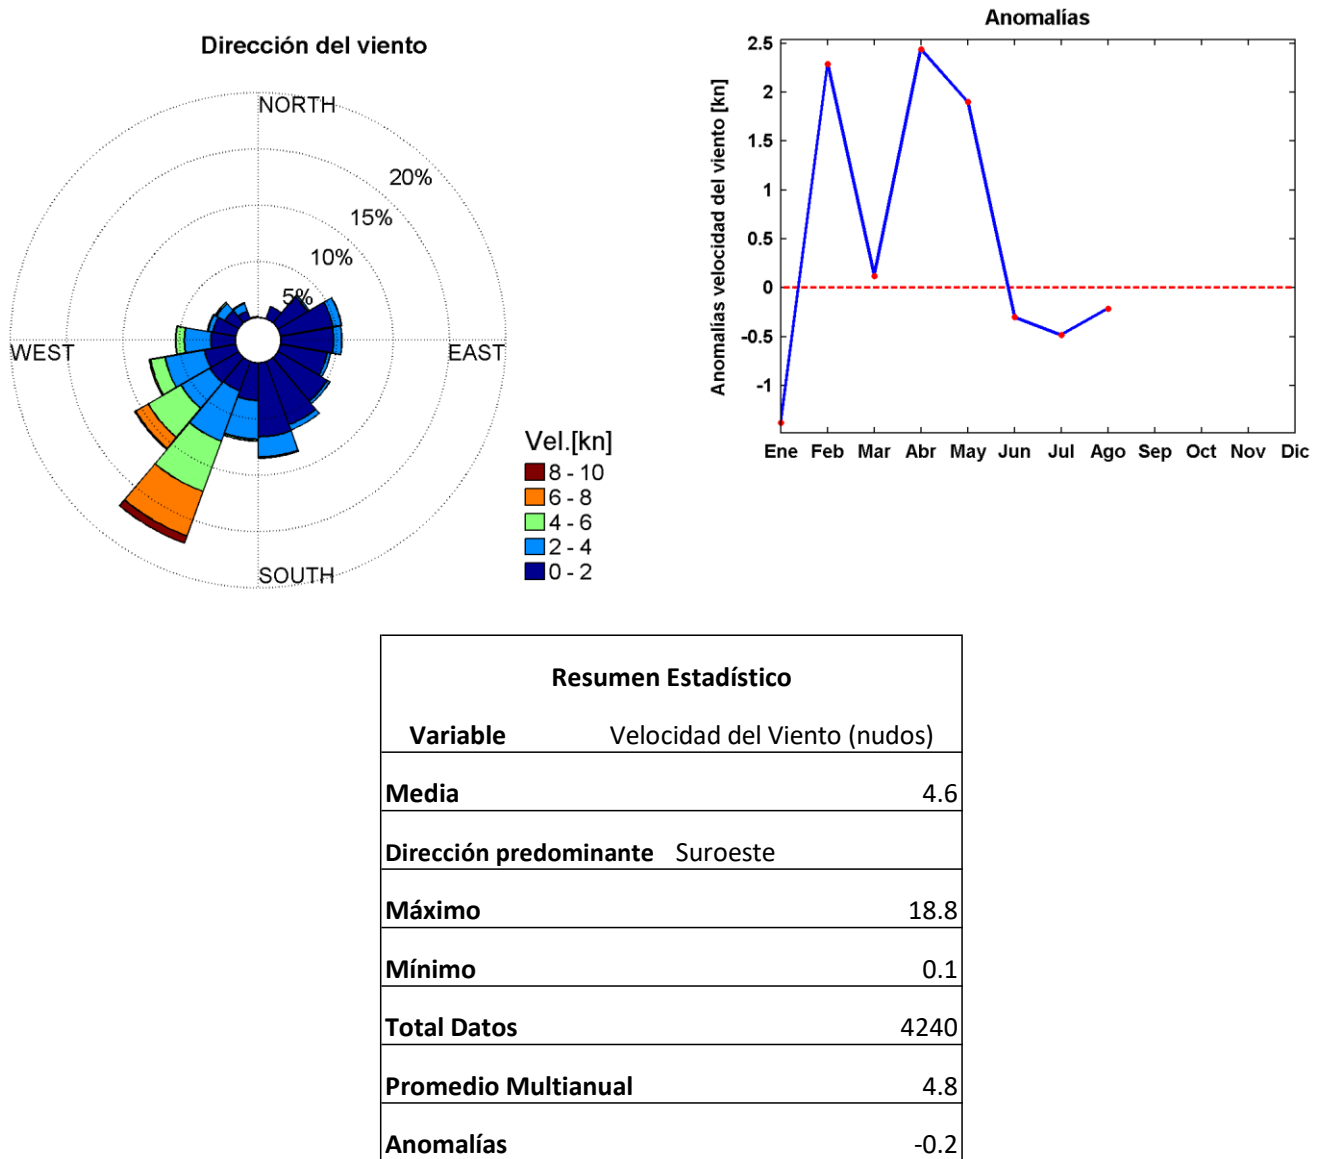 Dirección del viento
NORTH
20%
15%
10%
5%
WEST
EAST
SOUTH
Vel.[kn]
8 - 10
6 - 8
4 - 6
2 - 4
0 - 2
Anomalías
Anomalías velocidad del viento [kn]
2.5
2
1.5
1
0.5
0
-0.5
-1
Ene Feb Mar Abr May Jun Jul Ago Sep Oct Nov Dic
Resumen Estadístico
Variable Velocidad del Viento (nudos)
Media 4.6
Dirección predominante Suroeste
Máximo 18.8
Mínimo 0.1
Total Datos 4240
Promedio Multianual 4.8
Anomalías -0.2